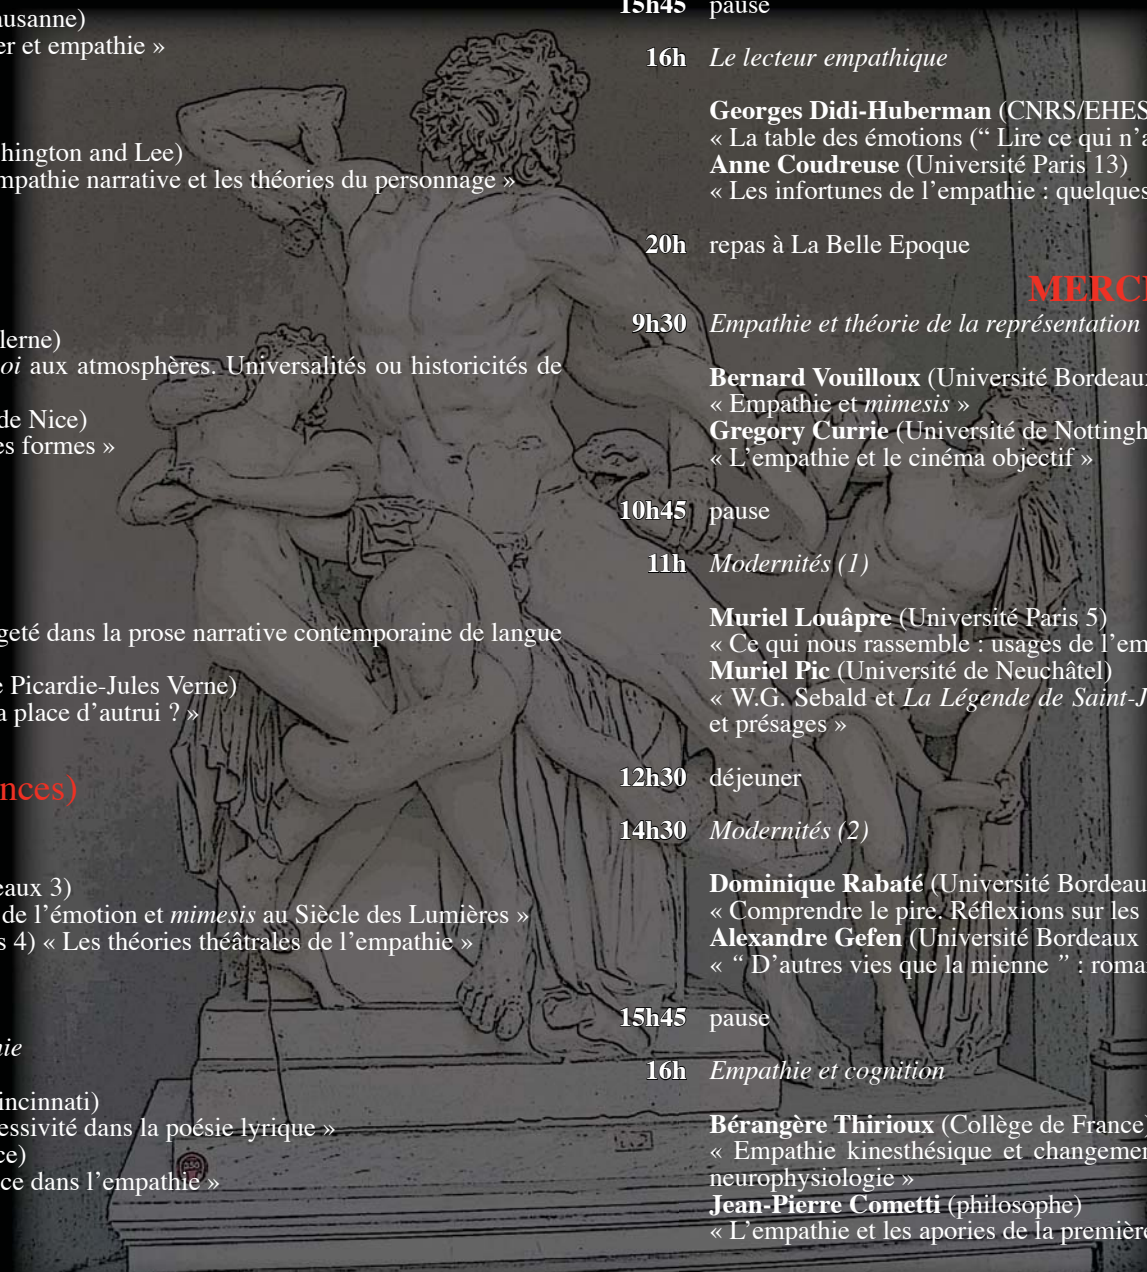 ausanne)
er et empathie »
hington and Lee)
mpathie narrative et les théories du personnage »
lerne)
oi aux atmosphères. Universalités ou historicités de
de Nice)
es formes »
geté dans la prose narrative contemporaine de langue
e Picardie-Jules Verne)
a place d’autrui ? »
nces)
eaux 3)
de l’émotion et mimesis au Siècle des Lumières »
s 4) « Les théories théâtrales de l’empathie »
nie
incinnati)
essivité dans la poésie lyrique »
ce)
ce dans l’empathie »
15h45 pause
16h Le lecteur empathique
Georges Didi-Huberman (CNRS/EHES
« La table des émotions (“ Lire ce qui n’a
Anne Coudreuse (Université Paris 13)
« Les infortunes de l’empathie : quelques
20h repas à La Belle Epoque
MERC
9h30 Empathie et théorie de la représentation
Bernard Vouilloux (Université Bordeaux
« Empathie et mimesis »
Gregory Currie (Université de Nottingh
« L’empathie et le cinéma objectif »
10h45 pause
11h Modernités (1)
Muriel Louâpre (Université Paris 5)
« Ce qui nous rassemble : usages de l’em
Muriel Pic (Université de Neuchâtel)
« W.G. Sebald et La Légende de Saint-J
et présages »
12h30 déjeuner
14h30 Modernités (2)
Dominique Rabaté (Université Bordeau
« Comprendre le pire. Réflexions sur les
Alexandre Gefen (Université Bordeaux
« “ D’autres vies que la mienne ” : roma
15h45 pause
16h Empathie et cognition
Bérangère Thirioux (Collège de France
« Empathie kinesthésique et changemen
neurophysiologie »
Jean-Pierre Cometti (philosophe)
« L’empathie et les apories de la première